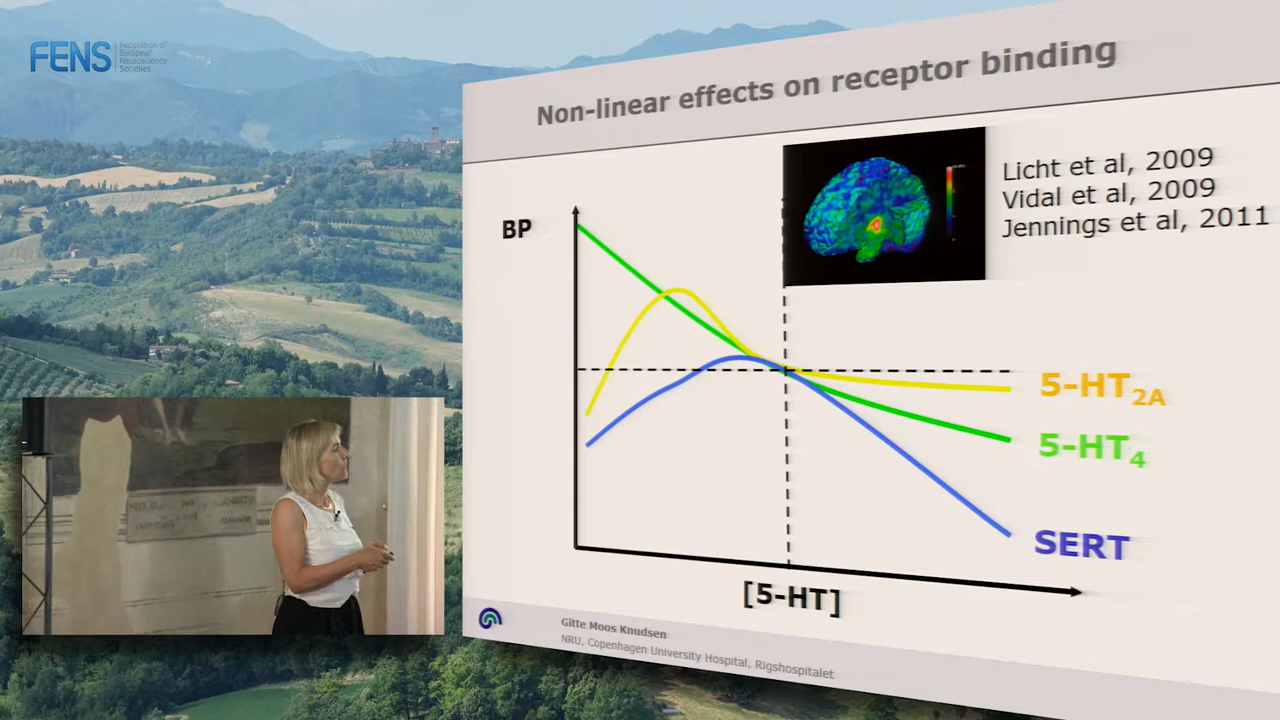 FENS
Federation of
European
Neuroscience
Societies
Non-linear effects on receptor binding
Licht et al, 2009
Vidal et al, 2009
Jennings et al, 2011
BP
5-HT2A
5-HT4
SERT
[5-HT]
Gitte Moos Knudsen
NRU, Copenhagen University Hospital, Rigshospitalet